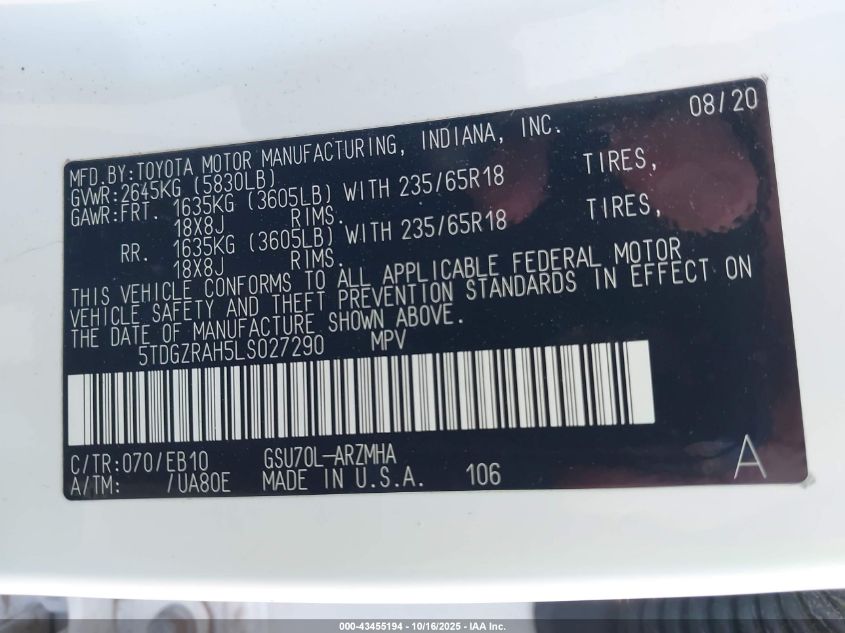 08/20
MFD.BY:TOYOTA MOTOR MANUFACTURING, INDIANA, INC.
GVWR:2645KG (5830LB)
GAWR:FRT. 1635KG (3605LB) WITH 235/65R18 TIRES,
18X8J RIMS.
RR. 1635KG (3605LB) WITH 235/65R18 TIRES,
18X8J RIMS.
THIS VEHICLE CONFORMS TO ALL APPLICABLE FEDERAL MOTOR
VEHICLE SAFETY AND THEFT PREVENTION STANDARDS IN EFFECT ON
THE DATE OF MANUFACTURE SHOWN ABOVE.
5TDGZRAH5LS027290 MPV
C/TR:070/EB10 GSU70L-ARZMHA
A/TM: /UA80E MADE IN U.S.A. 106 A
000-43455194 - 10/16/2025 - IAA Inc.